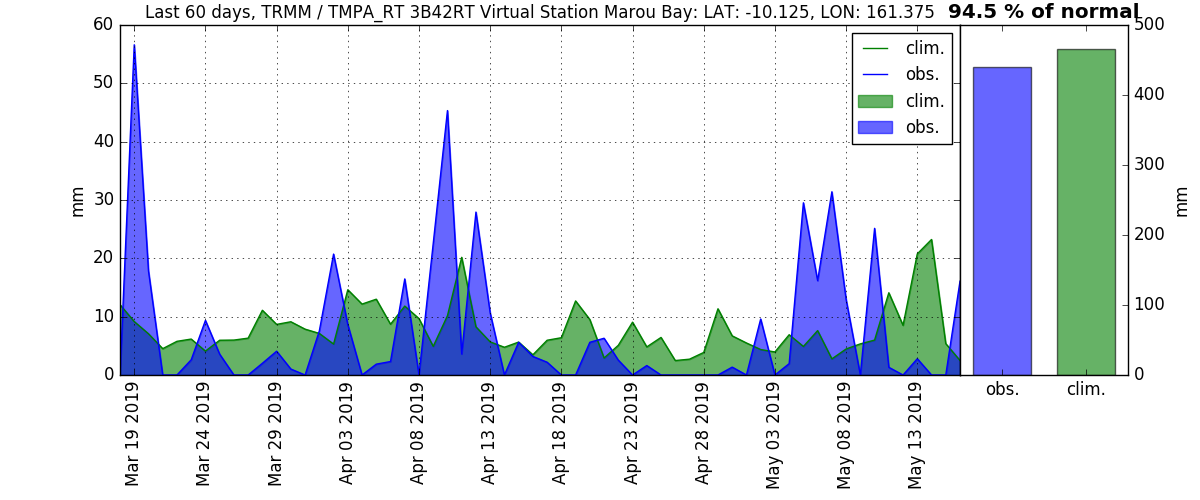 Last 60 days, TRMM / TMPA_RT 3B42RT Virtual Station Marou Bay: LAT: -10.125, LON: 161.375
94.5 % of normal
60
50
40
30
20
10
0
mm
clim.
obs.
clim.
obs.
Mar 19 2019
Mar 24 2019
Mar 29 2019
Apr 03 2019
Apr 08 2019
Apr 13 2019
Apr 18 2019
Apr 23 2019
Apr 28 2019
May 03 2019
May 08 2019
May 13 2019
500
400
300
200
100
0
mm
obs.
clim.